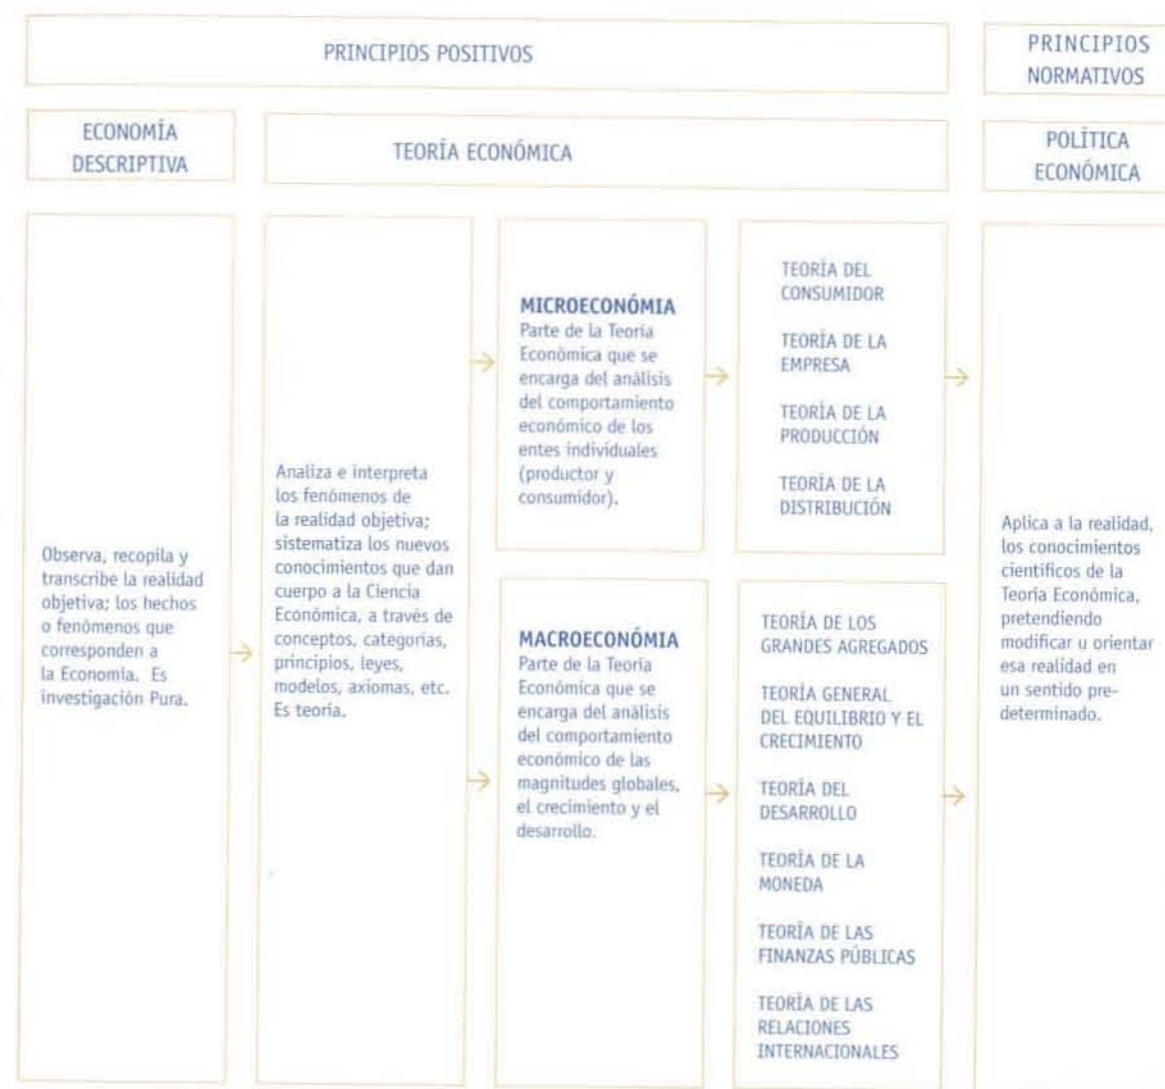 PRINCIPIOS POSITIVOS
PRINCIPIOS
NORMATIVOS
ECONOMÍA
DESCRIPTIVA
TEORÍA ECONÓMICA
POLÍTICA
ECONÓMICA
Observa, recopila y
transcribe la realidad
objetiva; los hechos
o fenómenos que
corresponden a
la Economía. Es
investigación Pura.
Analiza e interpreta
los fenómenos de
la realidad objetiva;
sistematiza los nuevos
conocimientos que dan
cuerpo a la Ciencia
Económica, a través de
conceptos, categorías,
principios, leyes,
modelos, axiomas, etc.
Es teoría.
MICROECONÓMIA
Parte de la Teoría
Económica que se
encarga del análisis
del comportamiento
económico de los
entes individuales
(productor y
consumidor).
TEORÍA DEL
CONSUMIDOR
TEORÍA DE LA
EMPRESA
TEORÍA DE LA
PRODUCCIÓN
TEORÍA DE LA
DISTRIBUCIÓN
MACROECONÓMIA
Parte de la Teoría
Económica que se
encarga del análisis
del comportamiento
económico de las
magnitudes globales,
el crecimiento y el
desarrollo.
TEORÍA DE LOS
GRANDES AGREGADOS
TEORÍA GENERAL
DEL EQUILIBRIO Y EL
CRECIMIENTO
TEORÍA DEL
DESARROLLO
TEORÍA DE LA
MONEDA
TEORÍA DE LAS
FINANZAS PÚBLICAS
TEORÍA DE LAS
RELACIONES
INTERNACIONALES
Aplica a la realidad,
los conocimientos
científicos de la
Teoría Económica,
pretendiendo
modificar u orientar
esa realidad en
un sentido pre-
determinado.